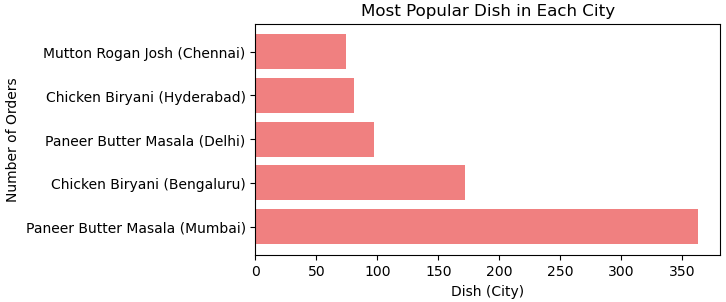 Most Popular Dish in Each City
Number of Orders
Mutton Rogan Josh (Chennai)
Chicken Biryani (Hyderabad)
Paneer Butter Masala (Delhi)
Chicken Biryani (Bengaluru)
Paneer Butter Masala (Mumbai)
0 50 100 150 200 250 300 350
Dish (City)